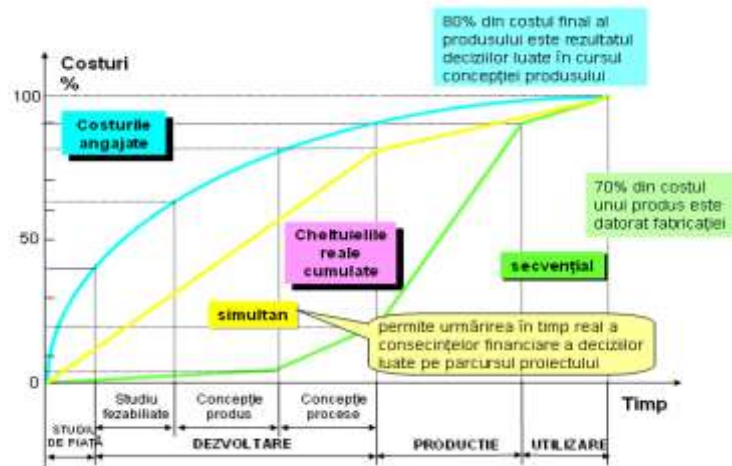 80% din costul final al
produsului este rezultatul
deciziilor luate în cursul
concepției produsului
Costuri
%
100
Costurile
angajate
70% din costul
unui produs este
datorat fabricației
50
Cheltuielile
reale
cumulate
secvențial
simultan
permite urmărirea în timp real a
consecințelor financiare a deciziilor
luate pe parcursul proiectului
0
Timp
Studiu
fezabiliate
Concepție
produs
Concepție
procese
STUDIU
DE PIAȚĂ
DEZVOLTARE
PRODUCTIE
UTILIZARE